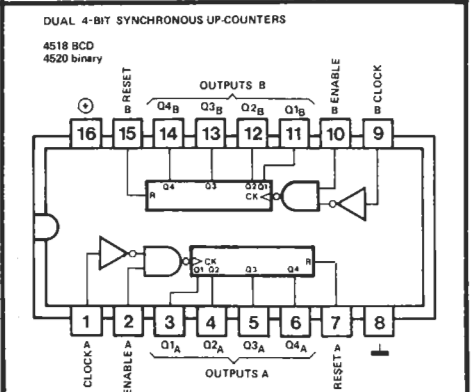 DUAL 4-BIT SYNCHRONOUS UP-COUNTERS
4518 BCD
4520 binary
OUTPUTS B
B RESET
Q4B
Q3B
Q2B
Q1B
B ENABLE
B CLOCK
16 15 14 13 12 11 10 9
Q4 Q3 Q2 Q1
R CK
CK R
Q1 Q2 Q3 Q4
1 2 3 4 5 6 7 8
CLOCK A
ENABLE A
Q1A
Q2A
Q3A
Q4A
RESET A
OUTPUTS A